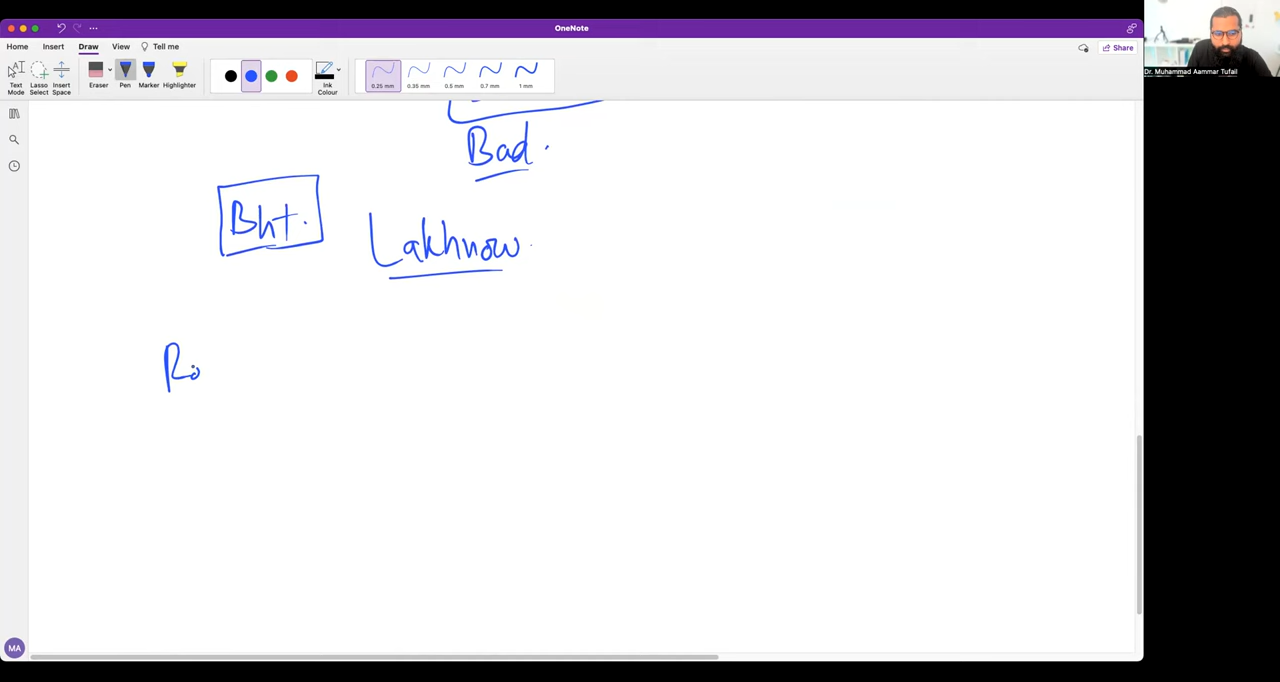 OneNote
Home Insert Draw View Tell me
Share
Text Mode
Lasso Select
Insert Space
Eraser
Pen
Marker
Highlighter
Ink Colour
0.25 mm
0.35 mm
0.5 mm
0.7 mm
1 mm
Dr. Muhammad Aammar Tufail
Bad.
Bht.
Lakhnow.
Ro
MA